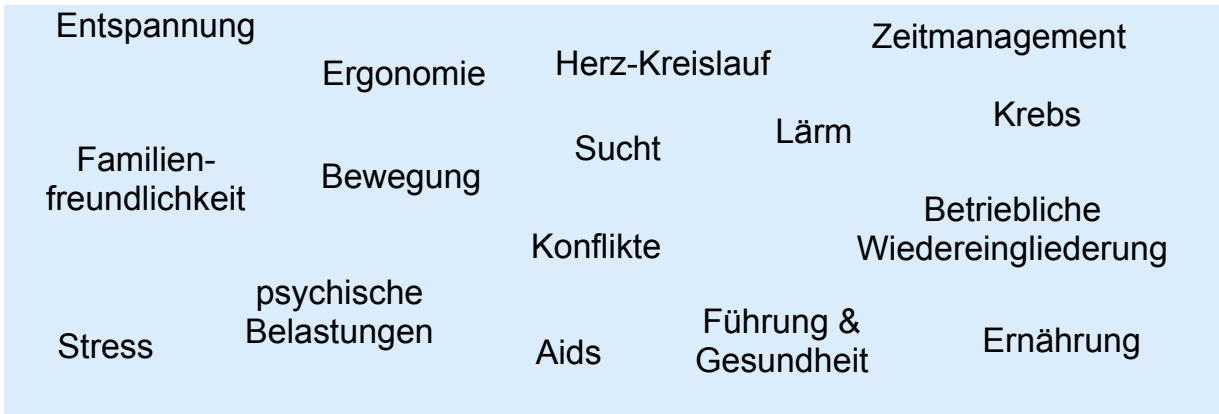 Entspannung
Zeitmanagement
Ergonomie
Herz-Kreislauf
Krebs
Lärm
Sucht
Familien-
freundlichkeit
Bewegung
Betriebliche
Wiedereingliederung
Konflikte
psychische
Belastungen
Stress
Aids
Führung &
Gesundheit
Ernährung